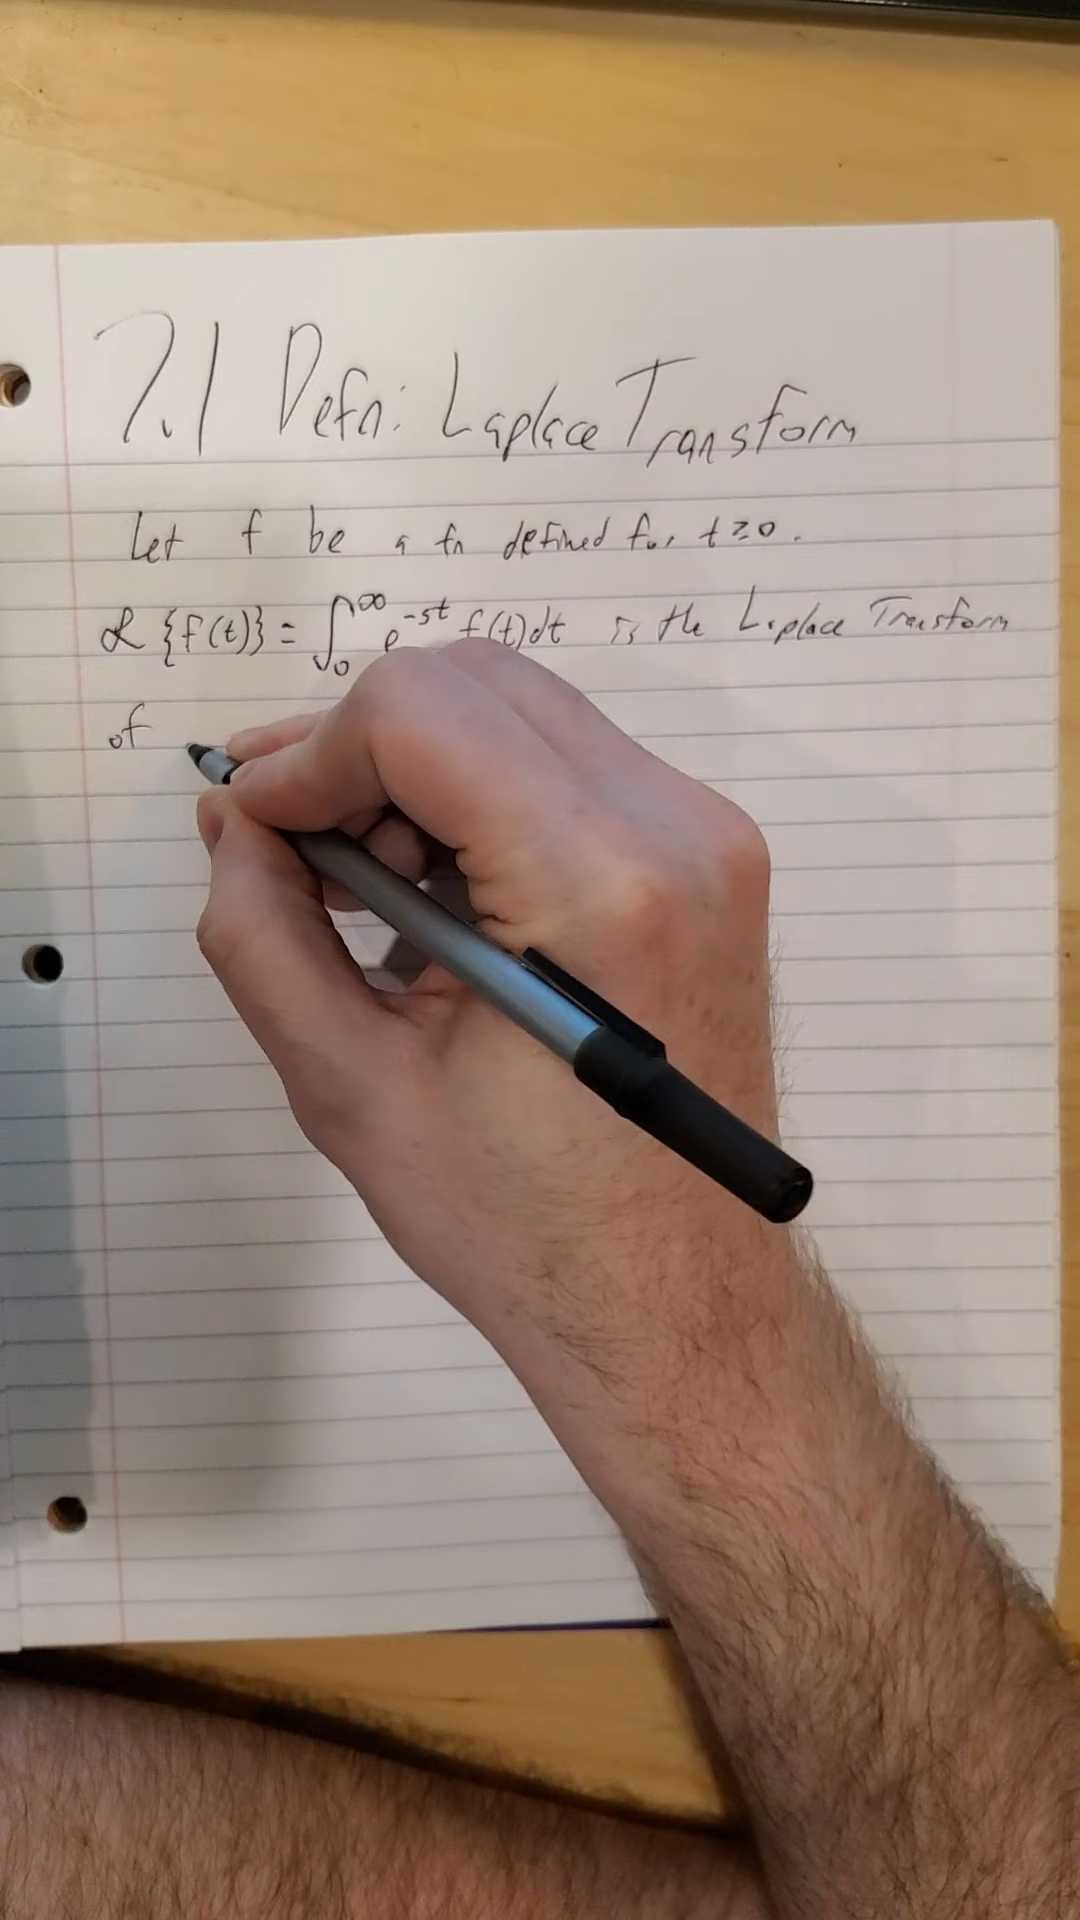 7.1 Defn: Laplace Transform
Let f be a fn defined for t ≥ 0.
ℒ {f(t)} = ∫₀^∞ e^-st f(t)dt is the Laplace Transform
of